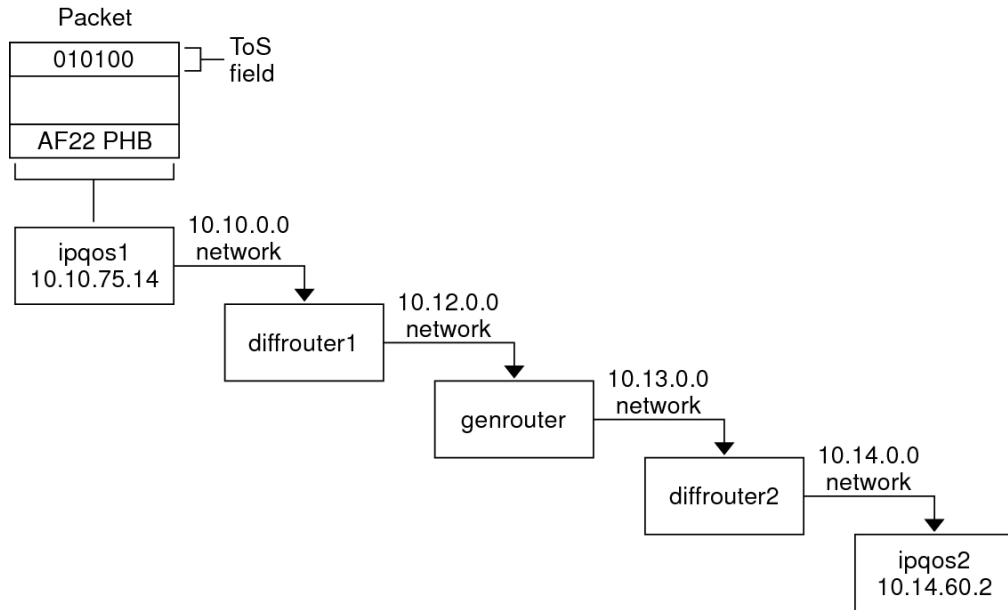 Packet
010100
ToS
field
AF22 PHB
ipqos1
10.10.75.14
10.10.0.0
network
diffrouter1
10.12.0.0
network
genrouter
10.13.0.0
network
diffrouter2
10.14.0.0
network
ipqos2
10.14.60.2